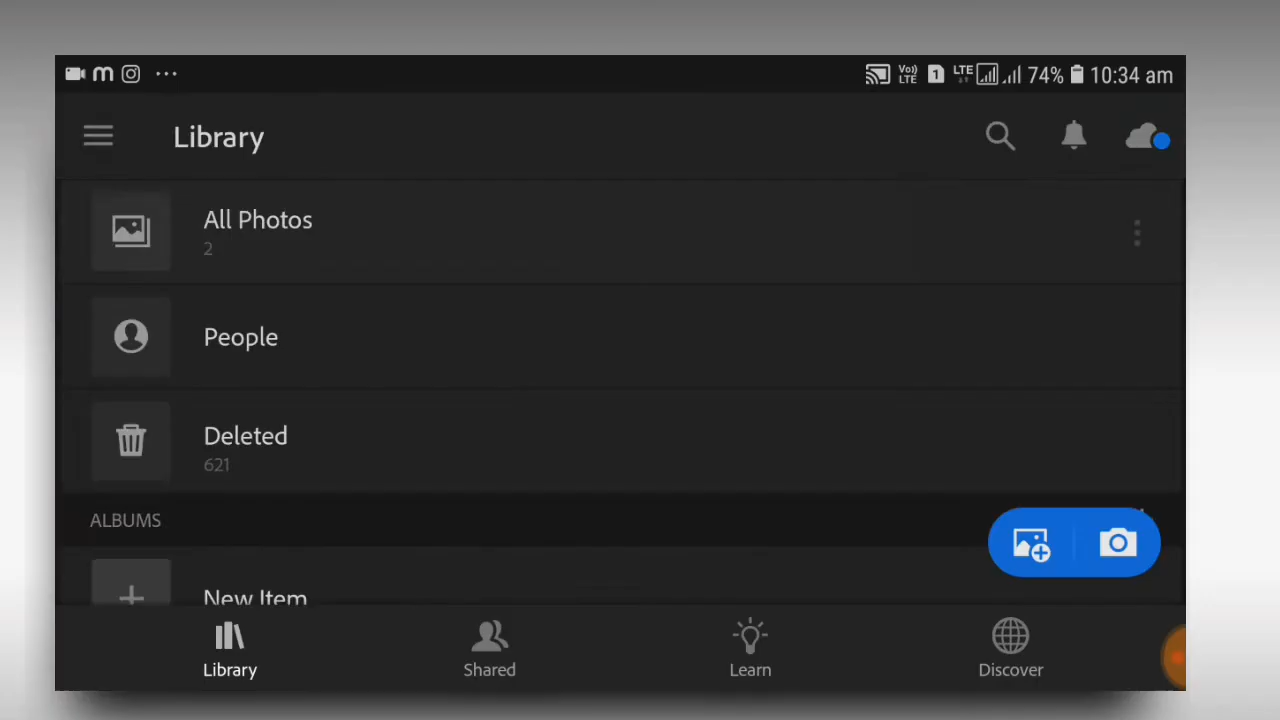 VoI) LTE 1 LTE 74% 10:34 am
Library
All Photos
2
People
Deleted
621
ALBUMS
New Item
Library Shared Learn Discover